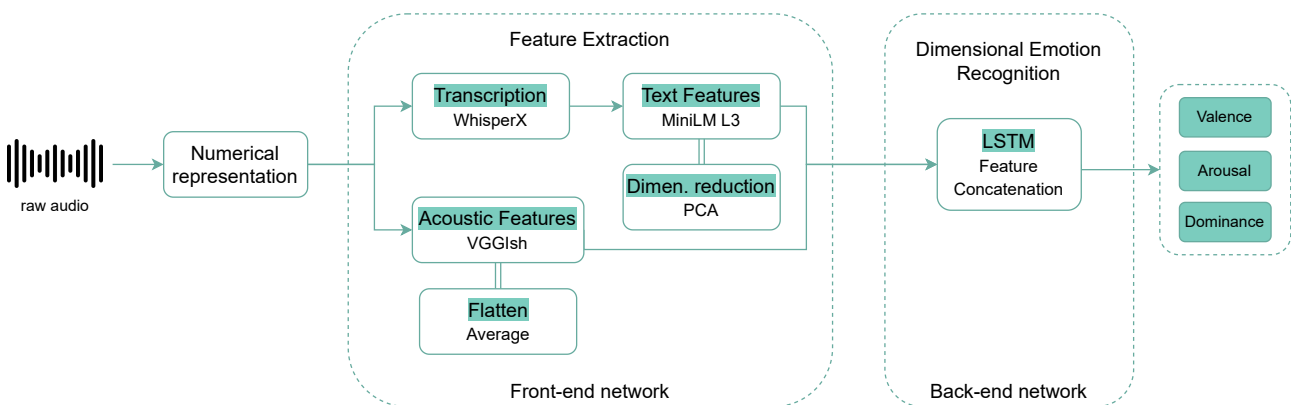 raw audio
Numerical
representation
Feature Extraction
Transcription
WhisperX
Text Features
MiniLM L3
Dimen. reduction
PCA
Acoustic Features
VGGIsh
Flatten
Average
Front-end network
Dimensional Emotion
Recognition
LSTM
Feature
Concatenation
Back-end network
Valence
Arousal
Dominance